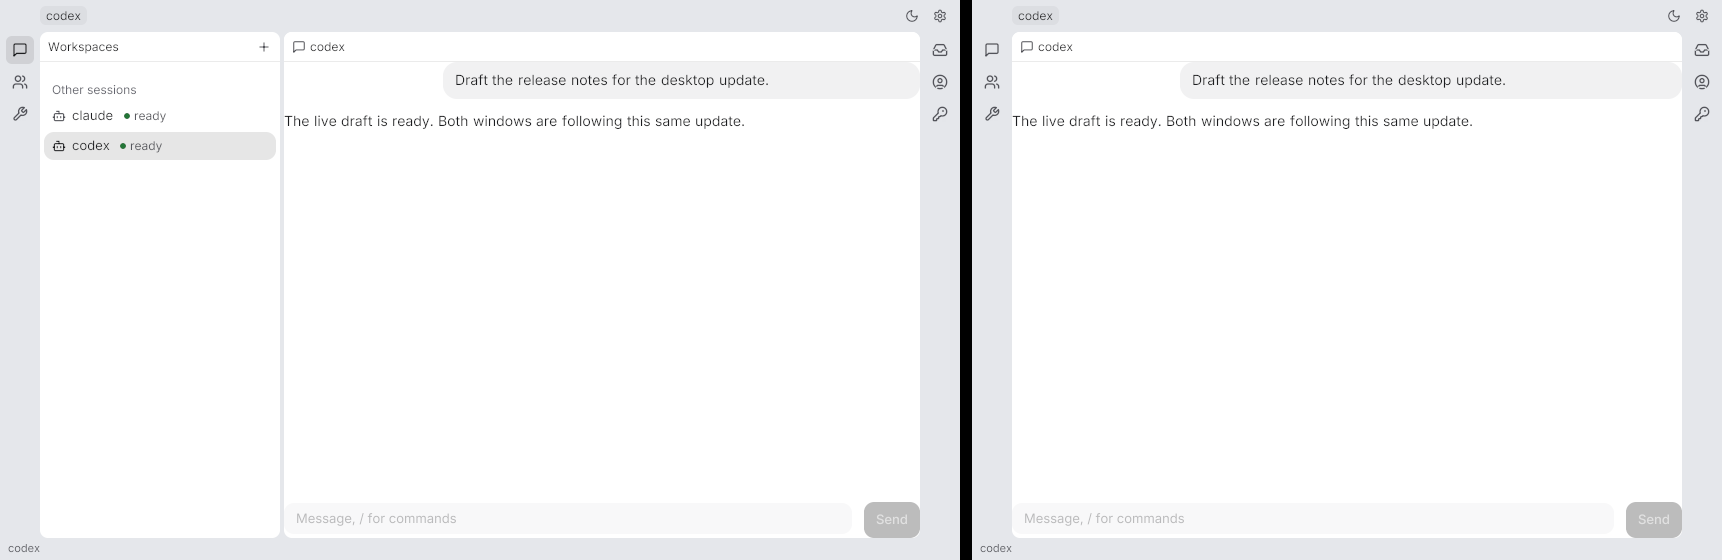 codex
Workspaces
Other sessions
claude ready
codex ready
codex
Draft the release notes for the desktop update.
The live draft is ready. Both windows are following this same update.
Message, / for commands
Send
codex
codex
codex
Draft the release notes for the desktop update.
The live draft is ready. Both windows are following this same update.
Message, / for commands
Send
codex